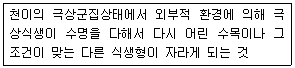 천이의 극상군집상태에서 외부적 환경에 의해 극
상식생이 수명을 다해서 다시 어린 수목이나 그
조건이 맞는 다른 식생형이 자라게 되는 것